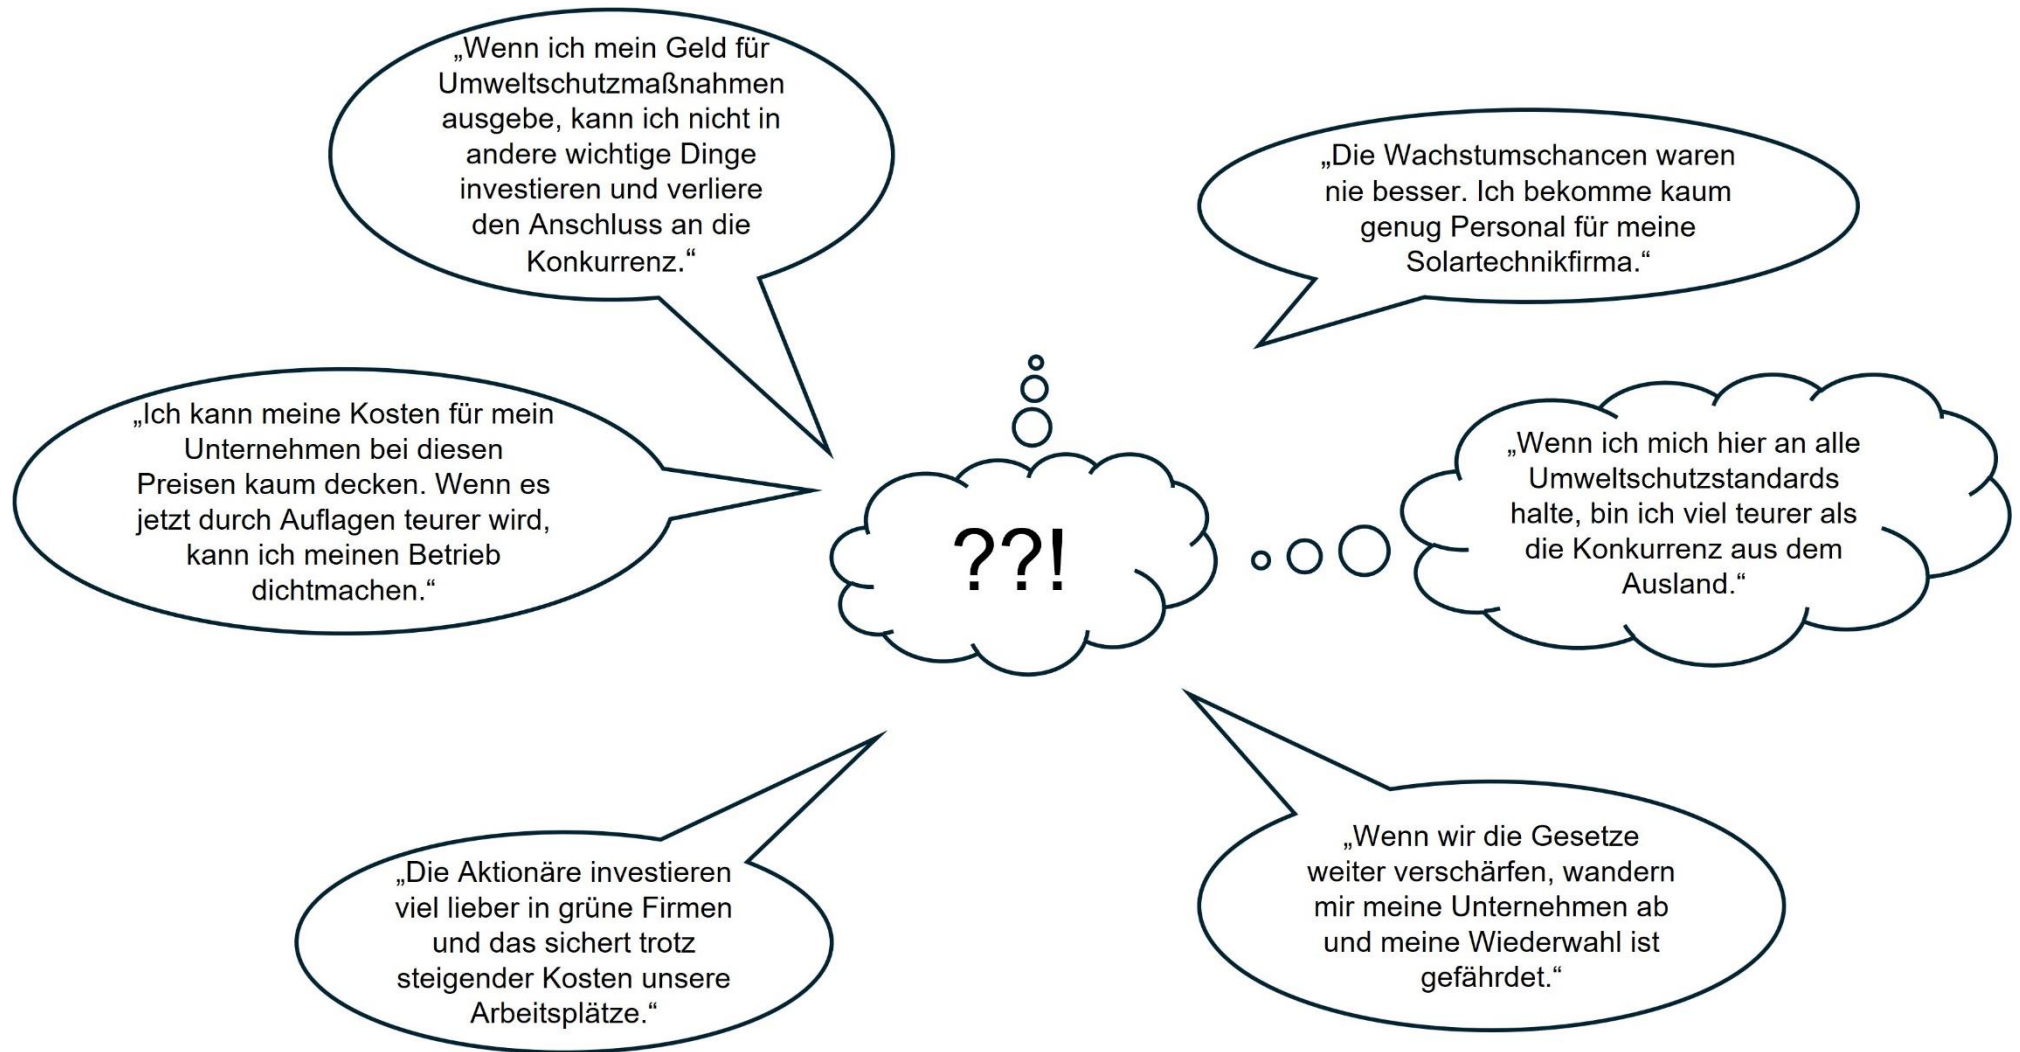 „Wenn ich mein Geld für
Umweltschutzmaßnahmen
ausgebe, kann ich nicht in
andere wichtige Dinge
investieren und verliere
den Anschluss an die
Konkurrenz.“
„Die Wachstumschancen waren
nie besser. Ich bekomme kaum
genug Personal für meine
Solartechnikfirma.“
„Ich kann meine Kosten für mein
Unternehmen bei diesen
Preisen kaum decken. Wenn es
jetzt durch Auflagen teurer wird,
kann ich meinen Betrieb
dichtmachen.“
??!
„Wenn ich mich hier an alle
Umweltschutzstandards
halte, bin ich viel teurer als
die Konkurrenz aus dem
Ausland.“
„Die Aktionäre investieren
viel lieber in grüne Firmen
und das sichert trotz
steigender Kosten unsere
Arbeitsplätze.“
„Wenn wir die Gesetze
weiter verschärfen, wandern
mir meine Unternehmen ab
und meine Wiederwahl ist
gefährdet.“